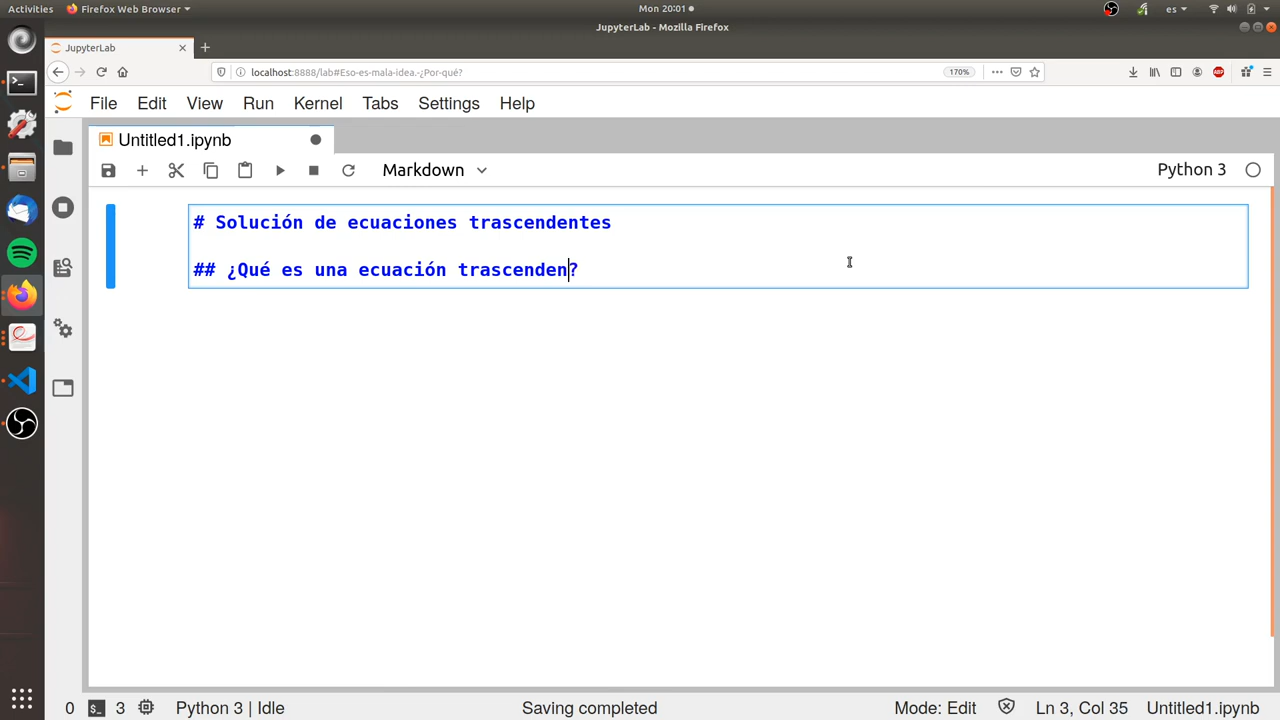 Activities
Firefox Web Browser
Mon 20:01
es
JupyterLab - Mozilla Firefox
JupyterLab
localhost:8888/lab#Eso-es-mala-idea.-¿Por-qué?
170%
ABP
File Edit View Run Kernel Tabs Settings Help
Untitled1.ipynb
Markdown
Python 3
# Solución de ecuaciones trascendentes
## ¿Qué es una ecuación trascenden?
0 $_ 3 Python 3 | Idle
Saving completed
Mode: Edit
Ln 3, Col 35
Untitled1.ipynb